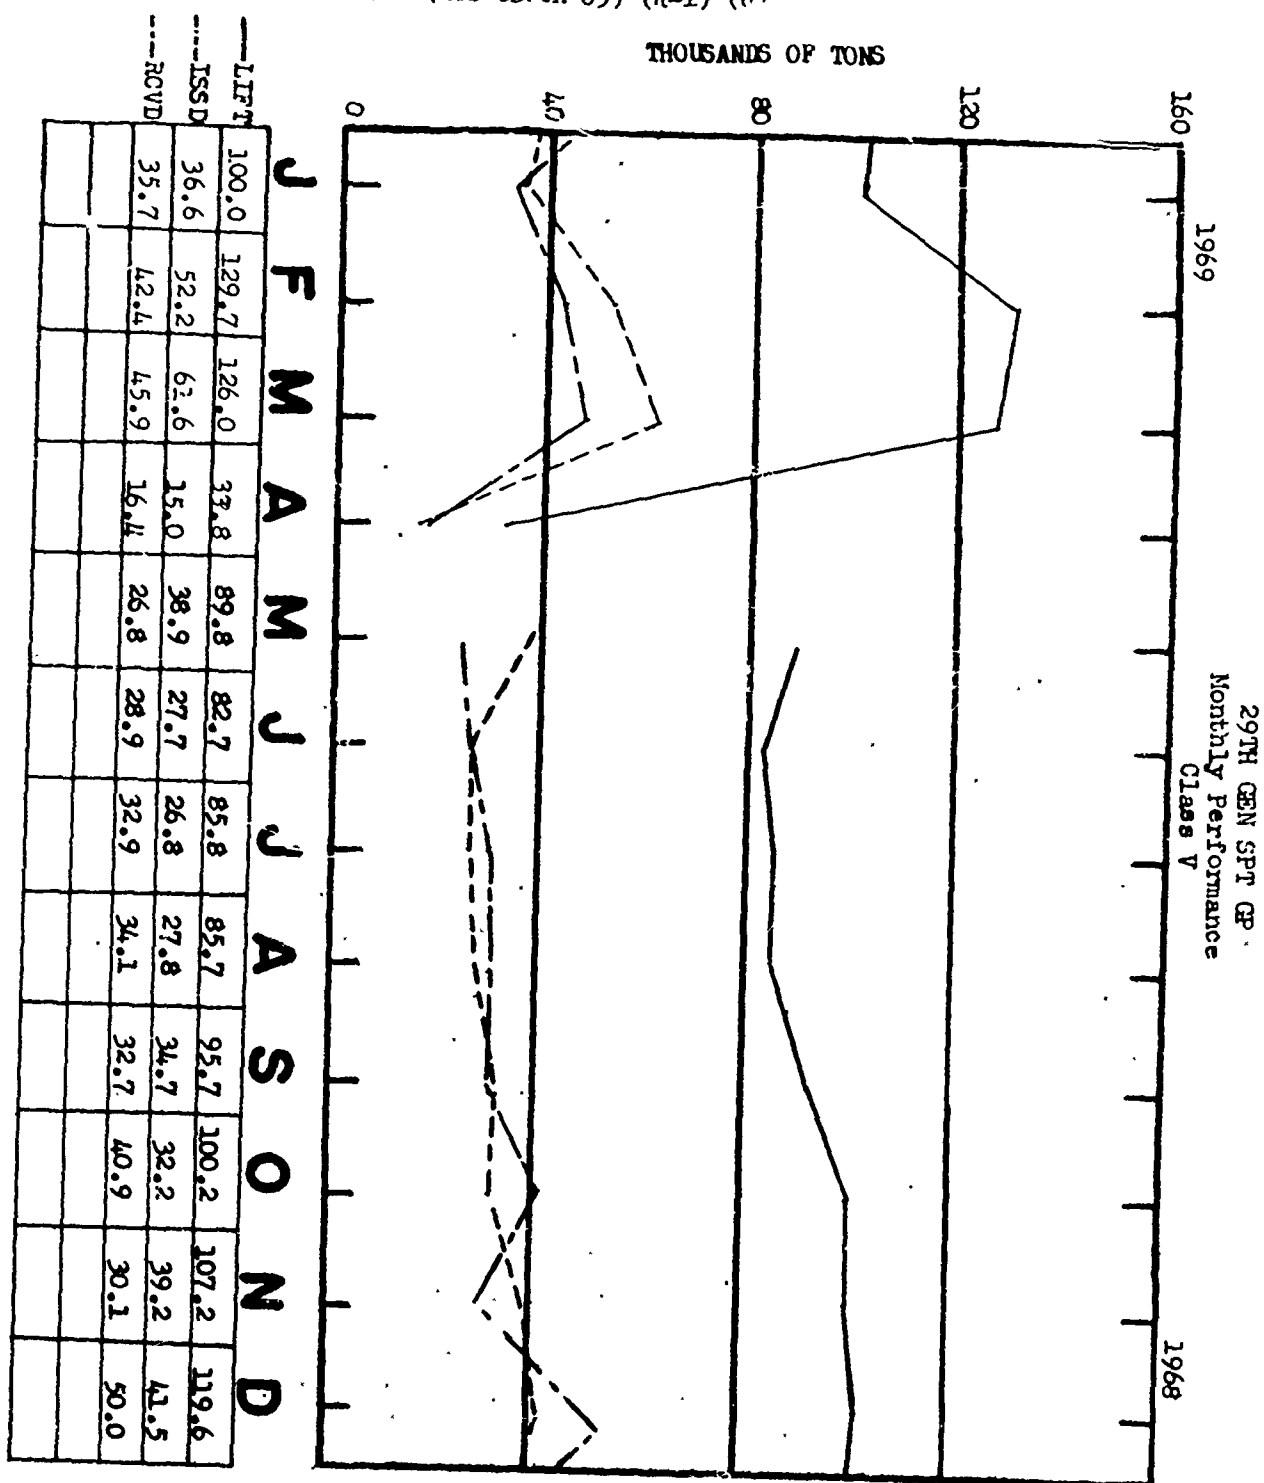 29TH GEN SPT GP
Monthly Performance
Class V
1969
1968
THOUSANDS OF TONS
160
120
80
40
0
J F M A M J J A S O N D
LIFT 100.0 129.7 126.0 33.8 89.8 82.7 85.8 85.7 95.7 100.2 107.2 119.6
ISSD 36.6 52.2 62.6 15.0 38.9 27.7 26.8 27.8 34.7 32.2 39.2 41.5
RCVD 35.7 42.4 45.9 16.4 26.8 28.9 32.9 34.1 32.7 40.9 30.1 50.0